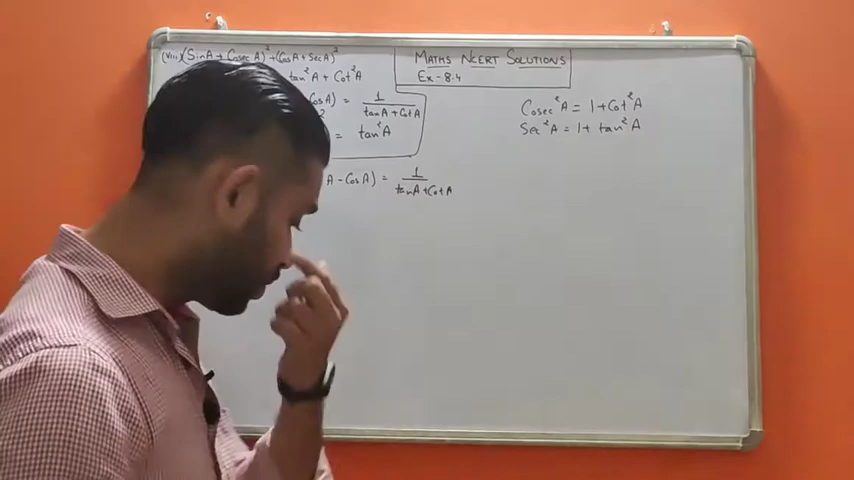 (viii) (SinA + CosecA)² + (CosA + SecA)²
tan²A + Cot²A
CosA) = 1/(tanA + CotA)
2
= tan²A
A - CosA) = 1/(tanA + CotA)
MATHS NCERT SOLUTIONS
Ex - 8.4
Cosec²A = 1 + Cot²A
Sec²A = 1 + tan²A